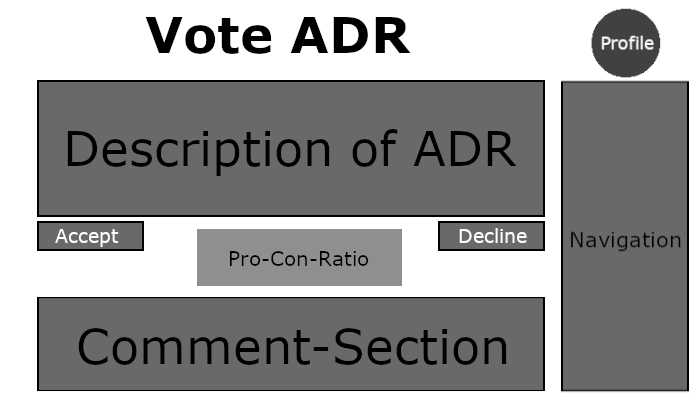 Vote ADR
Profile
Description of ADR
Accept
Decline
Pro-Con-Ratio
Navigation
Comment-Section